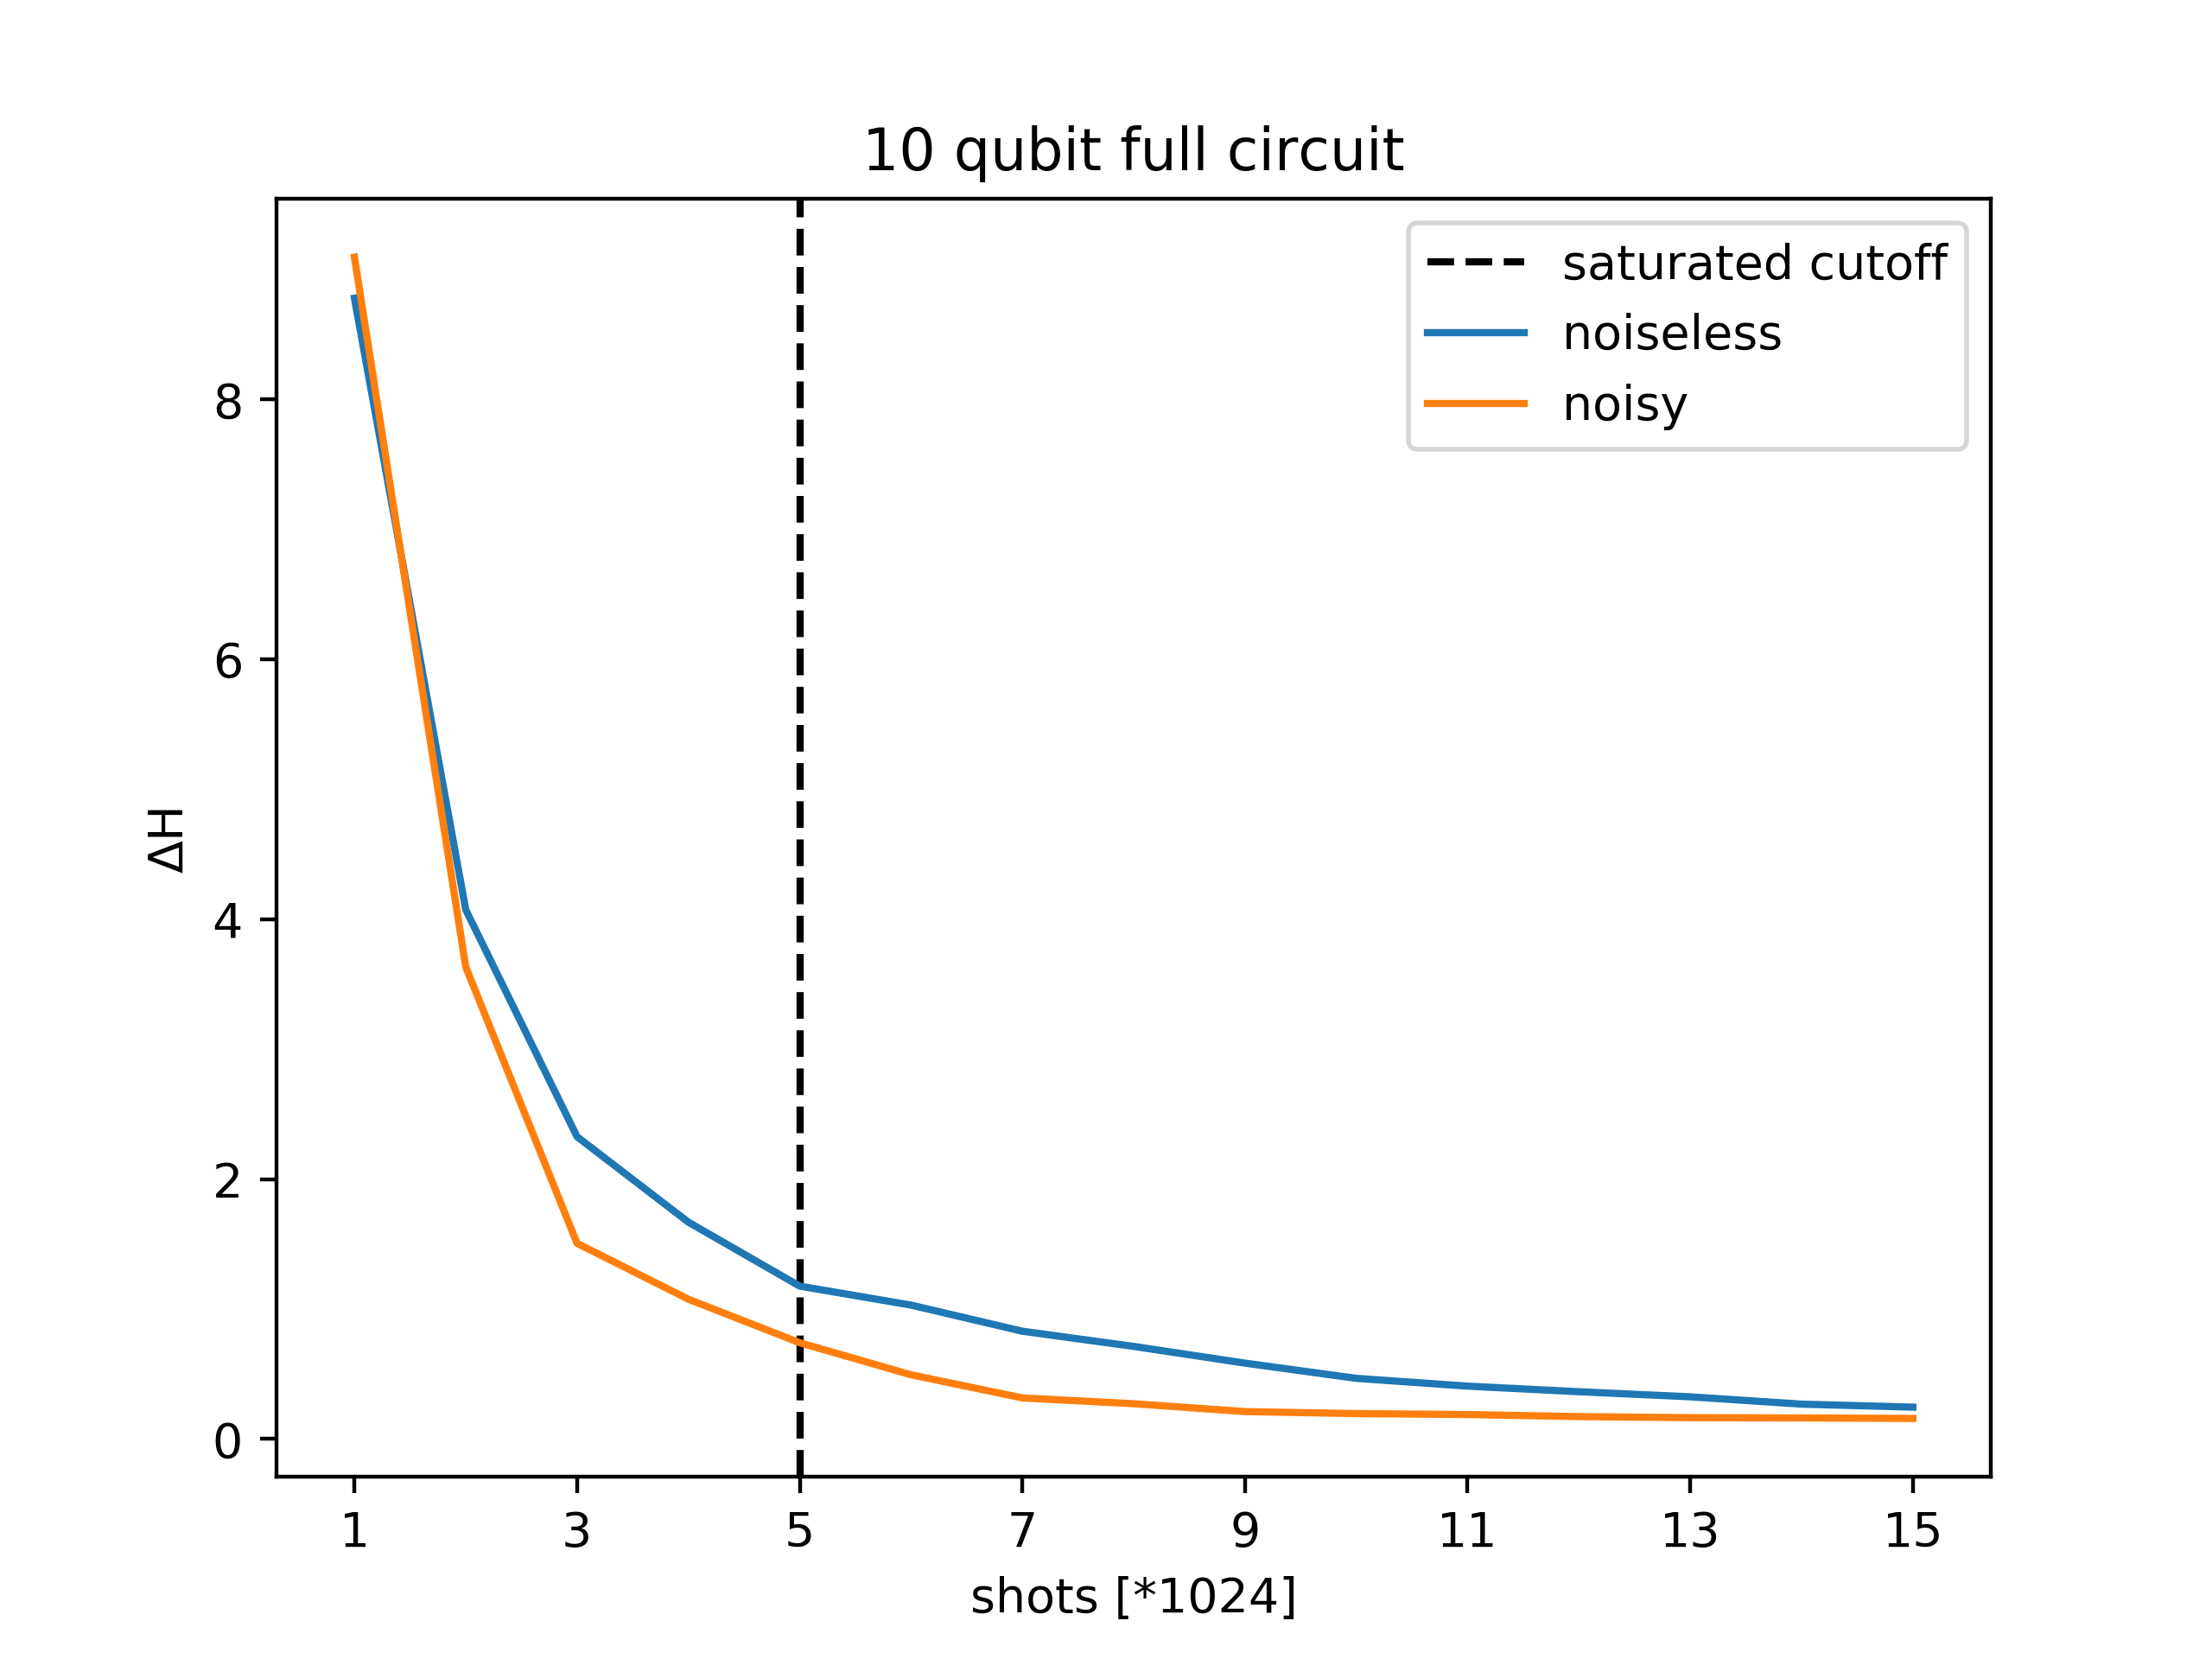 10 qubit full circuit
saturated cutoff
noiseless
noisy
8
6
4
2
0
ΔH
1 3 5 7 9 11 13 15
shots [*1024]